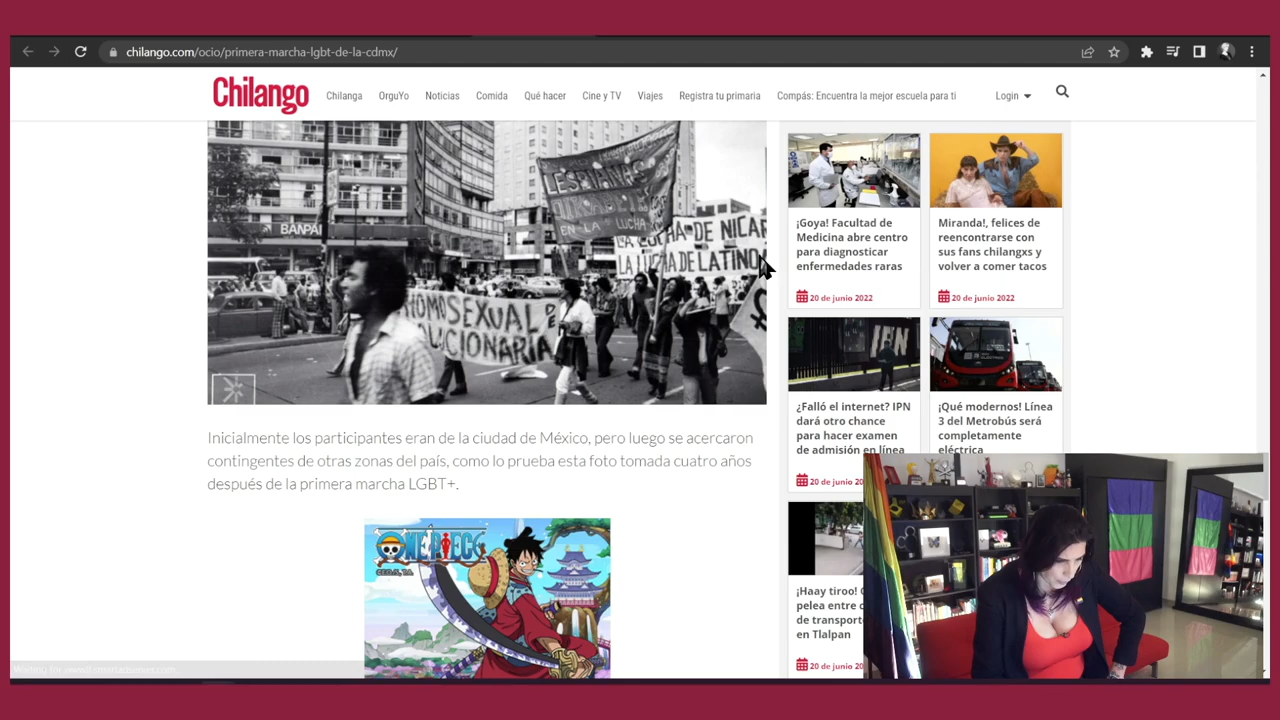 chilango.com/ocio/primera-marcha-lgbt-de-la-cdmx/
Chilango
Chilanga OrguYo Noticias Comida Qué hacer Cine y TV Viajes Registra tu primaria Compás: Encuentra la mejor escuela para ti Login
BANPAI
LESPIANAS
EN LA + LUCHA
LA LUCHA DE NICAR
LA LUCHA DE LATINO
HOMOSEXUAL
OLUCIONARIA
Inicialmente los participantes eran de la ciudad de México, pero luego se acercaron
contingentes de otras zonas del país, como lo prueba esta foto tomada cuatro años
después de la primera marcha LGBT+.
ONE PIECE
¡Goya! Facultad de
Medicina abre centro
para diagnosticar
enfermedades raras
20 de junio 2022
Miranda!, felices de
reencontrarse con
sus fans chilangxs y
volver a comer tacos
20 de junio 2022
IPN
¿Falló el internet? IPN
dará otro chance
para hacer examen
de admisión en línea
20 de junio 20
¡Qué modernos! Línea
3 del Metrobús será
completamente
eléctrica
¡Haay tiroo!
pelea entre
de transport
en Tlalpan
20 de junio 20